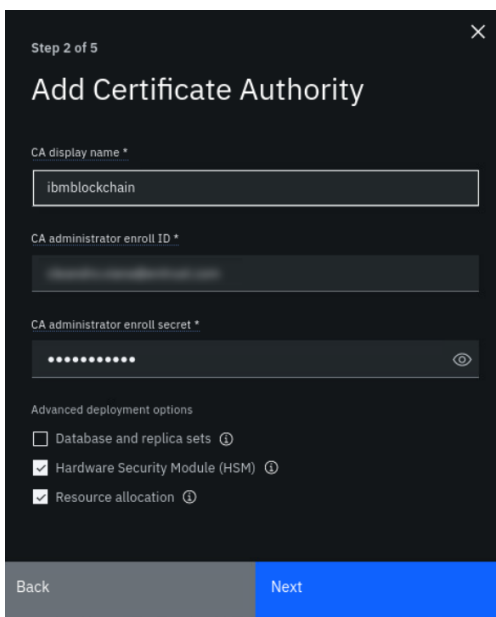 Step 2 of 5
Add Certificate Authority
CA display name *
ibmblockchain
CA administrator enroll ID *
CA administrator enroll secret *
•••••••••••
Advanced deployment options
Database and replica sets
Hardware Security Module (HSM)
Resource allocation
Back
Next